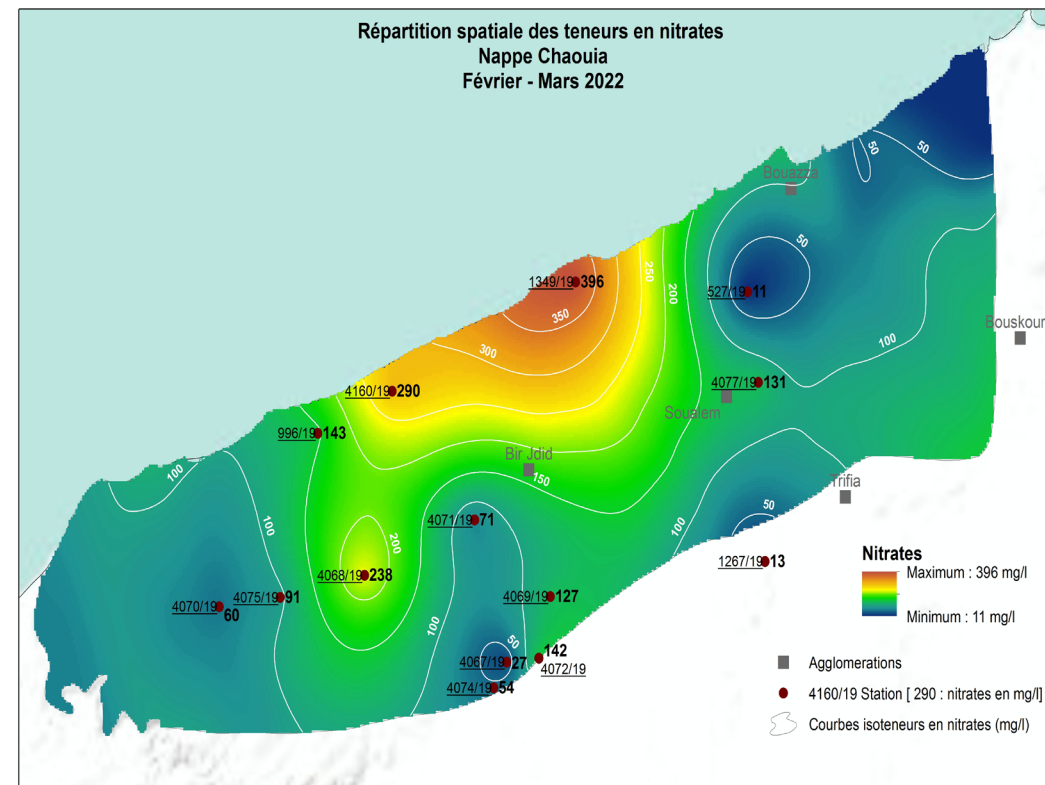 Répartition spatiale des teneurs en nitrates
Nappe Chaouia
Février - Mars 2022
50
50
Bouazza
50
250
200
1349/19 396
527/19 11
350
Bouskour
300
100
4160/19 290
4077/19 131
Soualem
996/19 143
Bir Jdid
100
150
Trifia
4071/19 71
50
100
100
200
1267/19 13
4068/19 238
4075/19 91
4069/19 127
4070/19 60
100
50
142
4072/19
4067/19 27
4074/19 54
Nitrates
Maximum : 396 mg/l
Minimum : 11 mg/l
Agglomerations
4160/19 Station [ 290 : nitrates en mg/l]
Courbes isoteneurs en nitrates (mg/l)